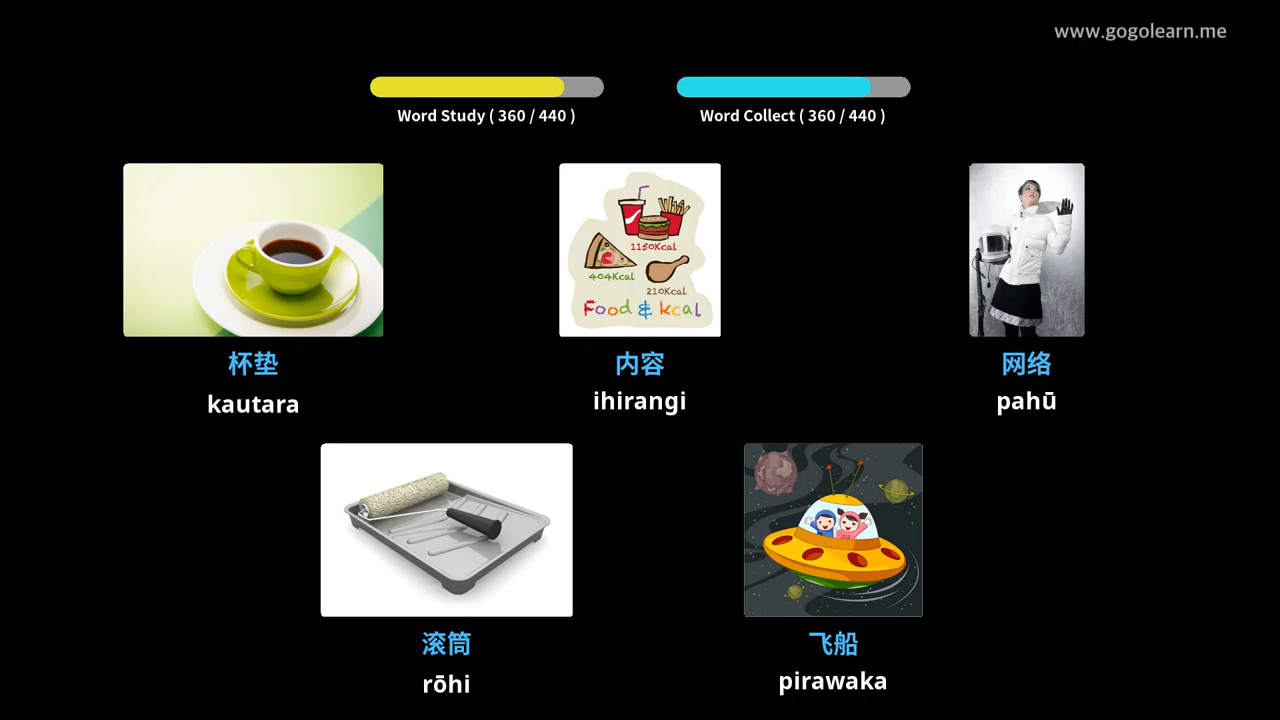 www.gogolearn.me
Word Study ( 360 / 440 )
Word Collect ( 360 / 440 )
1150Kcal
404Kcal
210Kcal
Food & kcal
杯垫
内容
网络
kautara
ihirangi
pahū
滚筒
飞船
rōhi
pirawaka